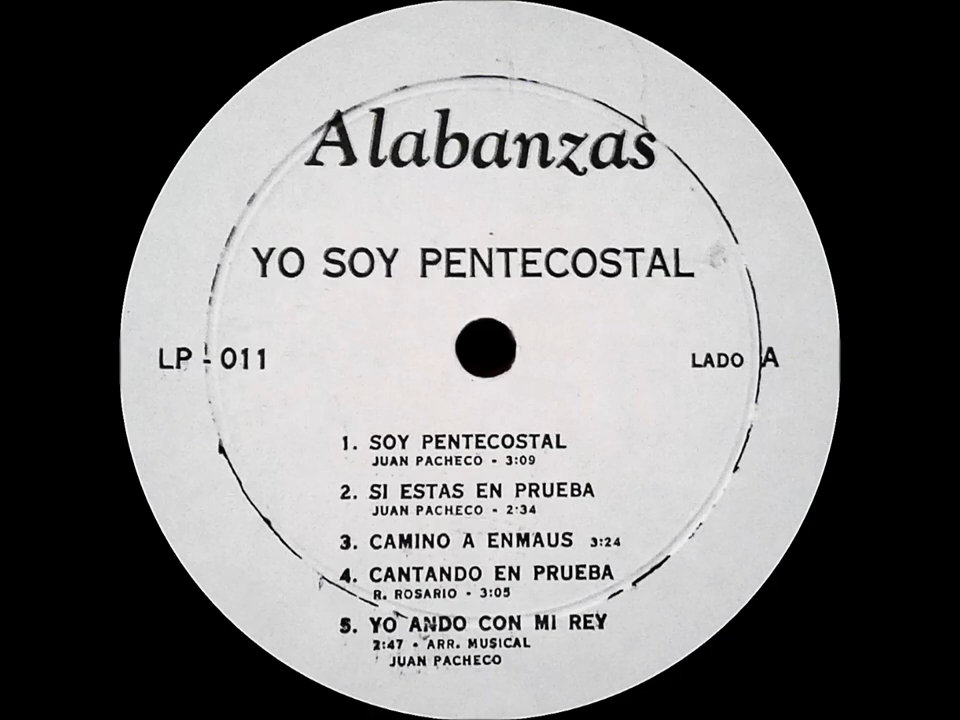 Alabanzas
YO SOY PENTECOSTAL
LP - 011
LADO A
1. SOY PENTECOSTAL
JUAN PACHECO - 3:09
2. SI ESTAS EN PRUEBA
JUAN PACHECO - 2:34
3. CAMINO A ENMAUS 3:24
4. CANTANDO EN PRUEBA
R. ROSARIO - 3:05
5. YO ANDO CON MI REY
2:47 - ARR. MUSICAL
JUAN PACHECO